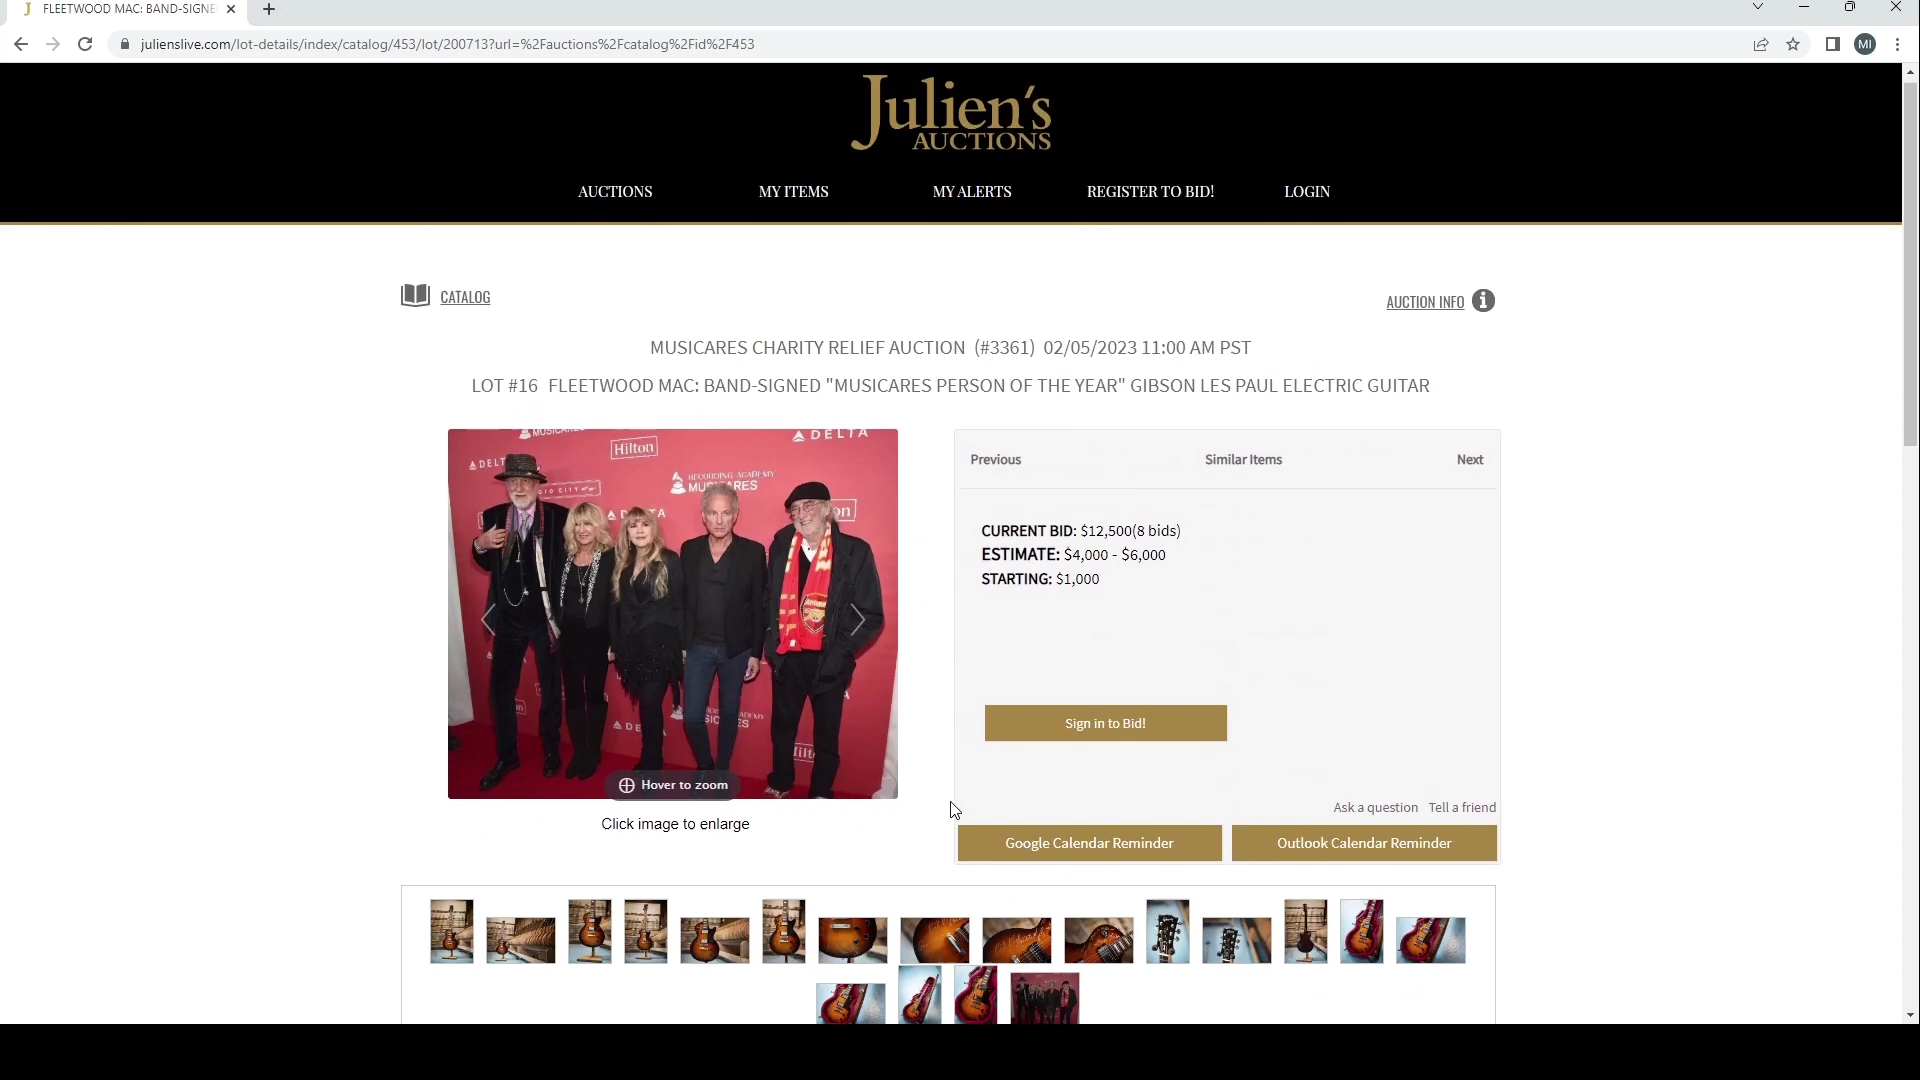 FLEETWOOD MAC: BAND-SIGNE
julienslive.com/lot-details/index/catalog/453/lot/200713?url=%2Fauctions%2Fcatalog%2Fid%2F453
MI
Julien's
AUCTIONS
AUCTIONS MY ITEMS MY ALERTS REGISTER TO BID! LOGIN
CATALOG
AUCTION INFO
MUSICARES CHARITY RELIEF AUCTION (#3361) 02/05/2023 11:00 AM PST
LOT #16 FLEETWOOD MAC: BAND-SIGNED "MUSICARES PERSON OF THE YEAR" GIBSON LES PAUL ELECTRIC GUITAR
DELTA
Hilton
RECORDING ACADEMY
MUSICARES
Hover to zoom
Click image to enlarge
Previous Similar Items Next
CURRENT BID: $12,500(8 bids)
ESTIMATE: $4,000 - $6,000
STARTING: $1,000
Sign in to Bid!
Ask a question Tell a friend
Google Calendar Reminder Outlook Calendar Reminder